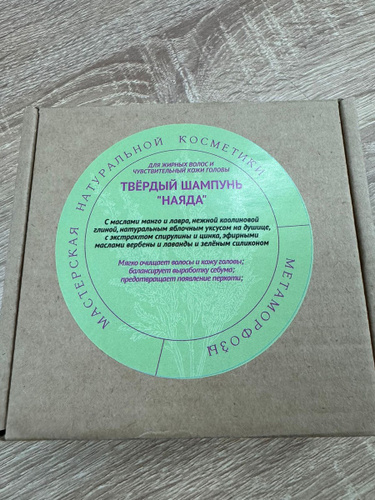 МАСТЕРСКАЯ НАТУРАЛЬНОЙ КОСМЕТИКИ
МЕТАМОРФОЗЫ
ДЛЯ ЖИРНЫХ ВОЛОС И
ЧУВСТВИТЕЛЬНЫЙ КОЖИ ГОЛОВЫ
ТВЁРДЫЙ ШАМПУНЬ
"НАЯДА"
С маслами манго и лавра, нежной каолиновой
глиной, натуральным яблочным уксусом на душице,
с экстрактом спирулины и цинка, эфирными
маслами вербены и лаванды и зелёным силиконом
Мягко очищает волосы и кожу головы;
балансирует выработку себума;
предотвращает появление перхоти;